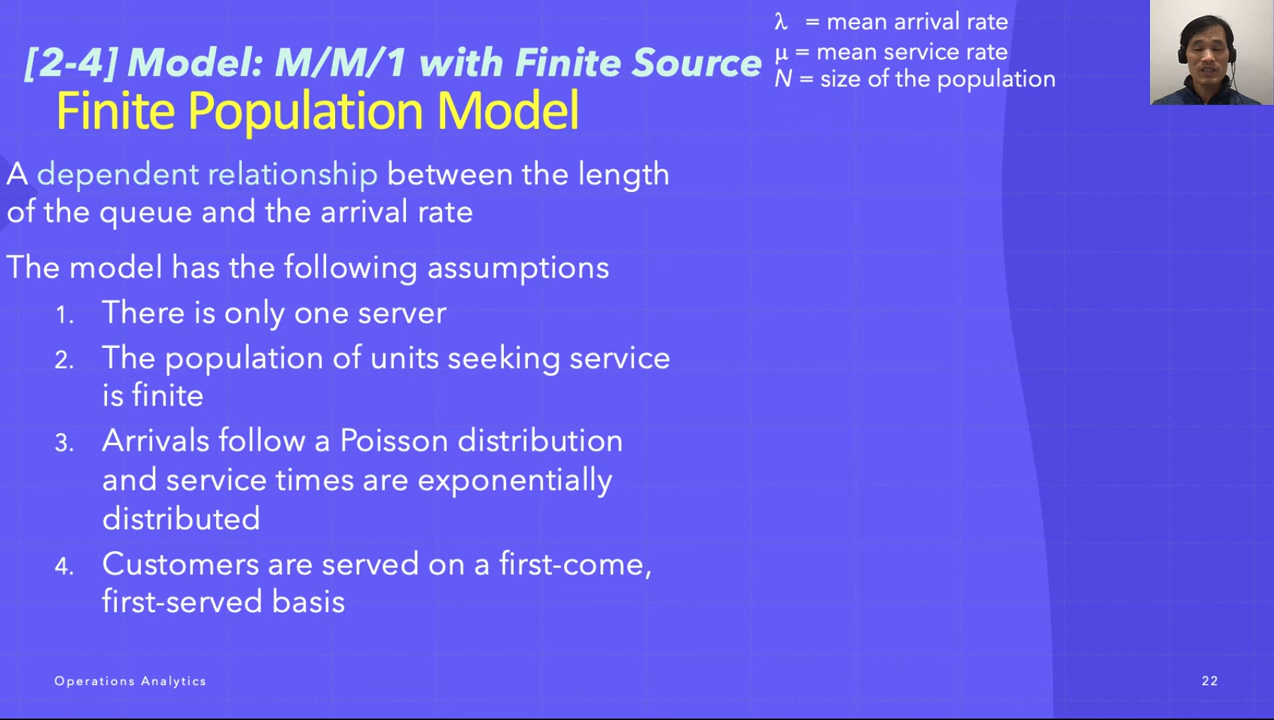 [2-4] Model: M/M/1 with Finite Source
Finite Population Model
λ = mean arrival rate
μ = mean service rate
N = size of the population
A dependent relationship between the length
of the queue and the arrival rate
The model has the following assumptions
1. There is only one server
2. The population of units seeking service
is finite
3. Arrivals follow a Poisson distribution
and service times are exponentially
distributed
4. Customers are served on a first-come,
first-served basis
Operations Analytics
22